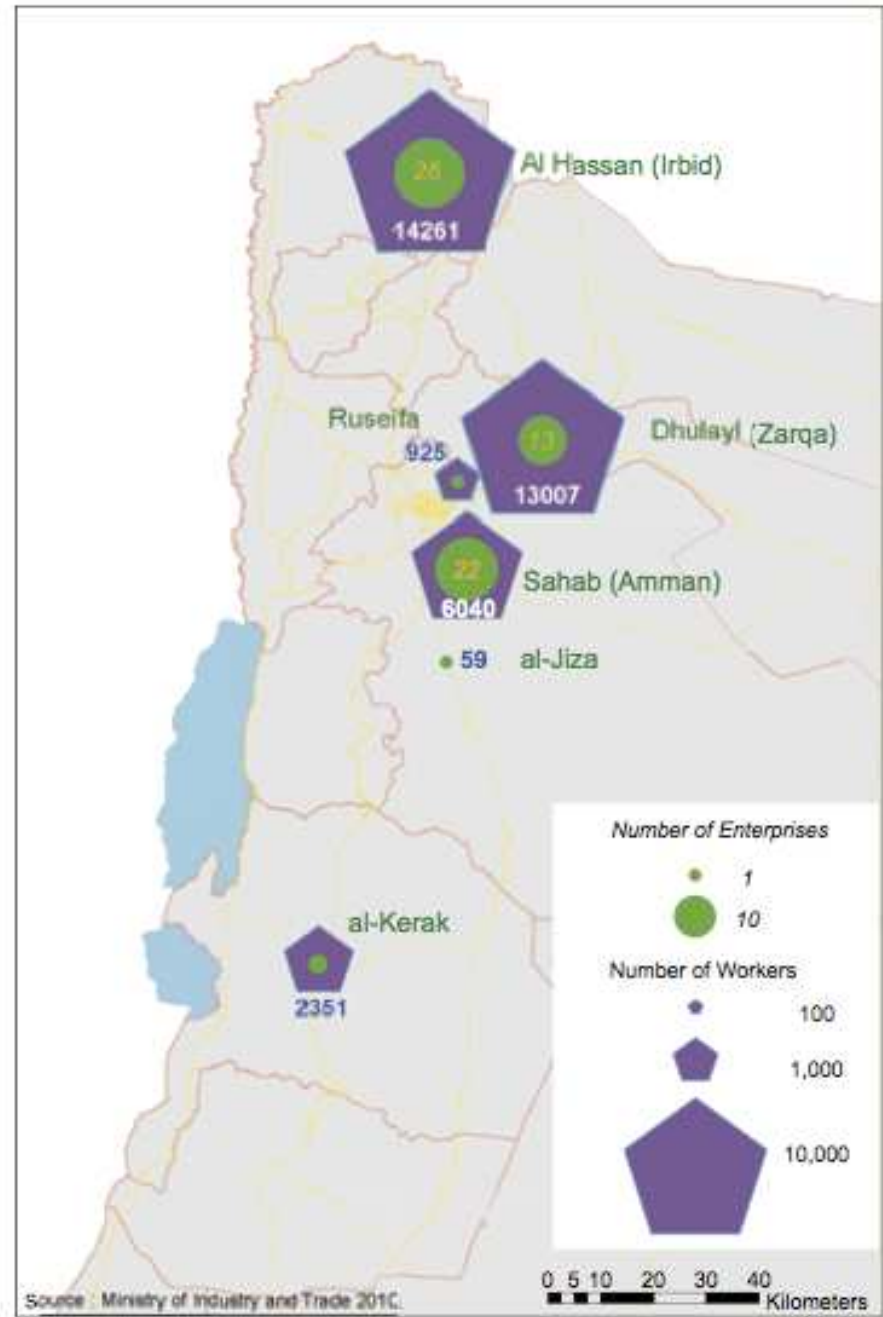 Al Hassan (Irbid)
14261
Ruseifa
925
Dhulayl (Zarqa)
13
13007
22
6040
Sahab (Amman)
59 al-Jiza
al-Kerak
2351
Number of Enterprises
1
10
Number of Workers
100
1,000
10,000
0 5 10 20 30 40
Kilometers
Source : Ministry of Industry and Trade 2010